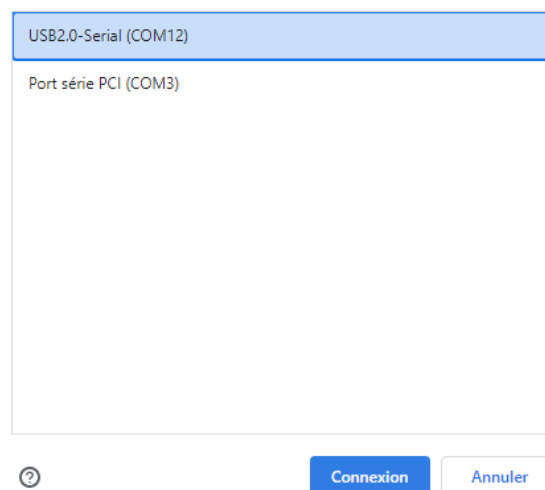 USB2.0-Serial (COM12)
Port série PCI (COM3)
Connexion Annuler